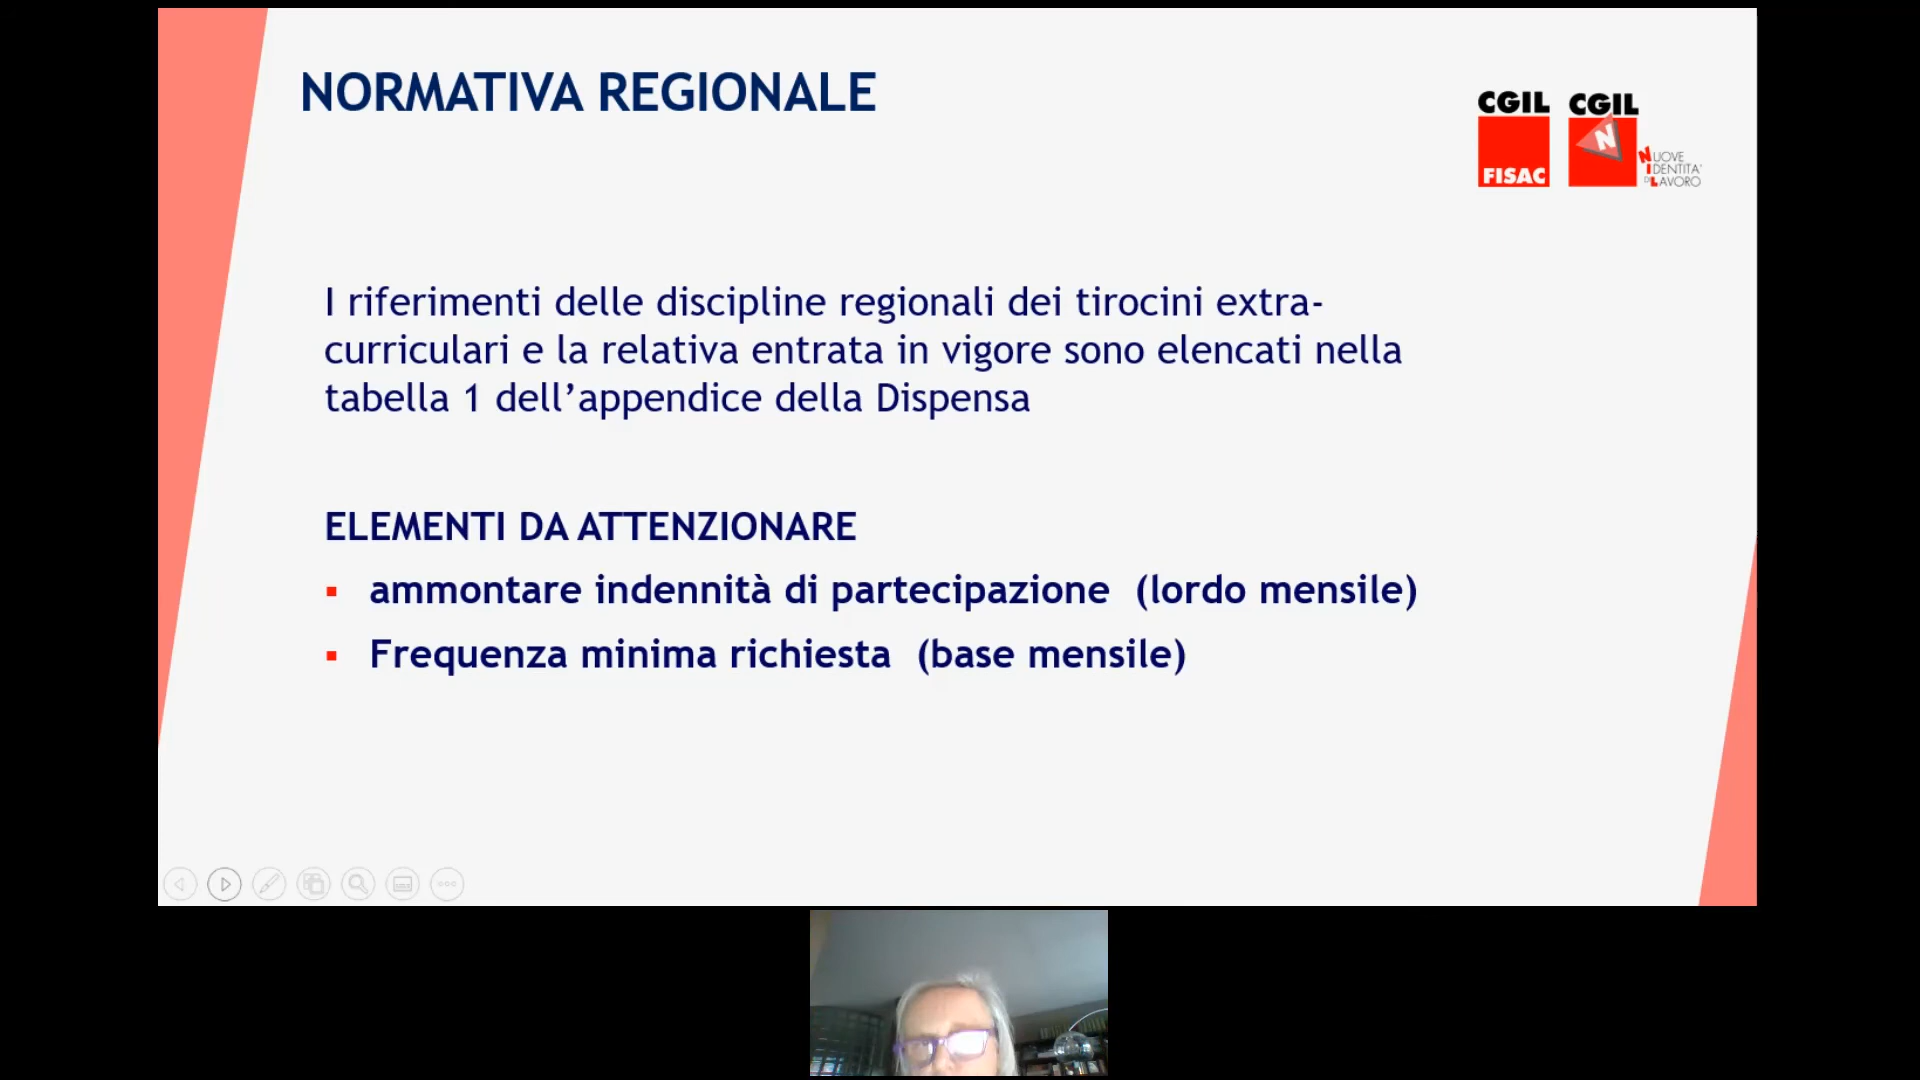 NORMATIVA REGIONALE
CGIL
FISAC
CGIL
N
NUOVE
IDENTITA'
DI LAVORO
I riferimenti delle discipline regionali dei tirocini extra-
curriculari e la relativa entrata in vigore sono elencati nella
tabella 1 dell’appendice della Dispensa
ELEMENTI DA ATTENZIONARE
▪ ammontare indennità di partecipazione (lordo mensile)
▪ Frequenza minima richiesta (base mensile)